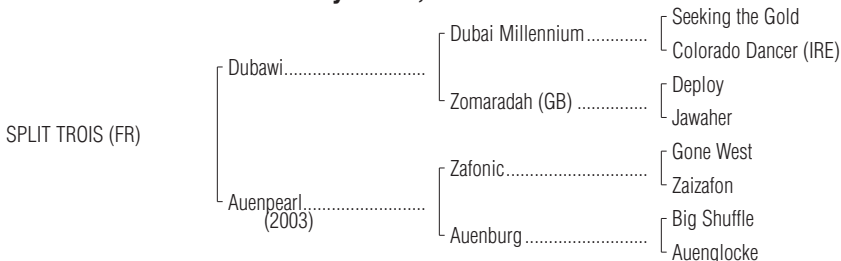 Seeking the Gold
Dubai Millennium.............
Colorado Dancer (IRE)
Dubawi.............................
Deploy
Zomaradah (GB) ...............
Jawaher
SPLIT TROIS (FR)
Gone West
Zafonic..............................
Zaizafon
Auenpearl.........................
(2003)
Big Shuffle
Auenburg.........................
Auenglocke